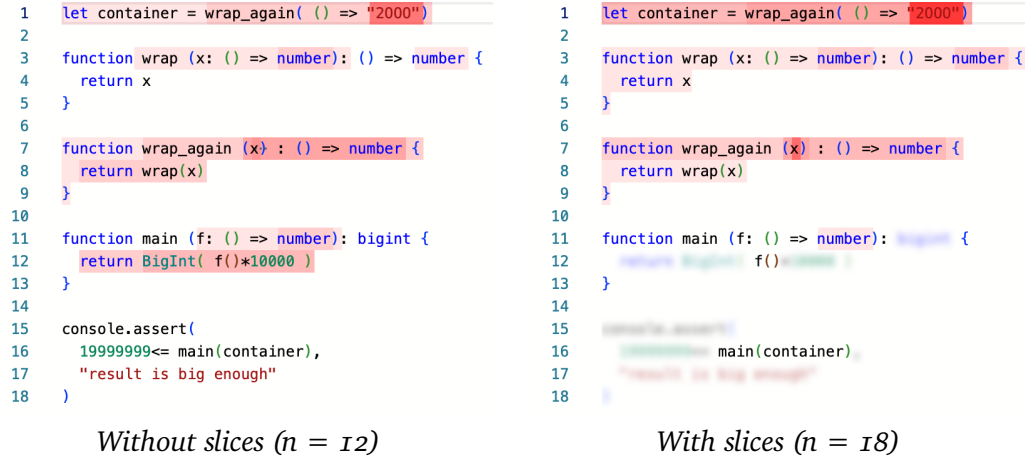 1 let container = wrap_again( () => "2000")
2
3 function wrap (x: () => number): () => number {
4 return x
5 }
6
7 function wrap_again (x) : () => number {
8 return wrap(x)
9 }
10
11 function main (f: () => number): bigint {
12 return BigInt( f()*10000 )
13 }
14
15 console.assert(
16 19999999<= main(container),
17 "result is big enough"
18 )
Without slices (n = 12)
1 let container = wrap_again( () => "2000")
2
3 function wrap (x: () => number): () => number {
4 return x
5 }
6
7 function wrap_again (x) : () => number {
8 return wrap(x)
9 }
10
11 function main (f: () => number): {
12 f()
13 }
14
15
16 main(container)
17
18
With slices (n = 18)